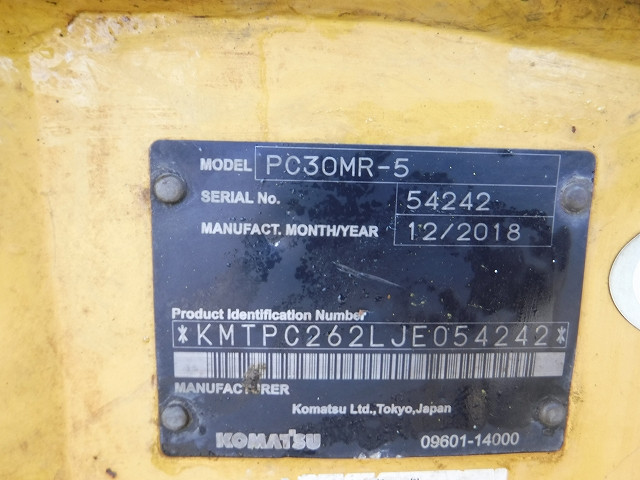 MODEL PC30MR-5
SERIAL No. 54242
MANUFACT. MONTH/YEAR 12/2018
Product Identification Number
*KMTPC262LJE054242*
MANUFACTURER
Komatsu Ltd.,Tokyo,Japan
KOMATSU 09601-14000